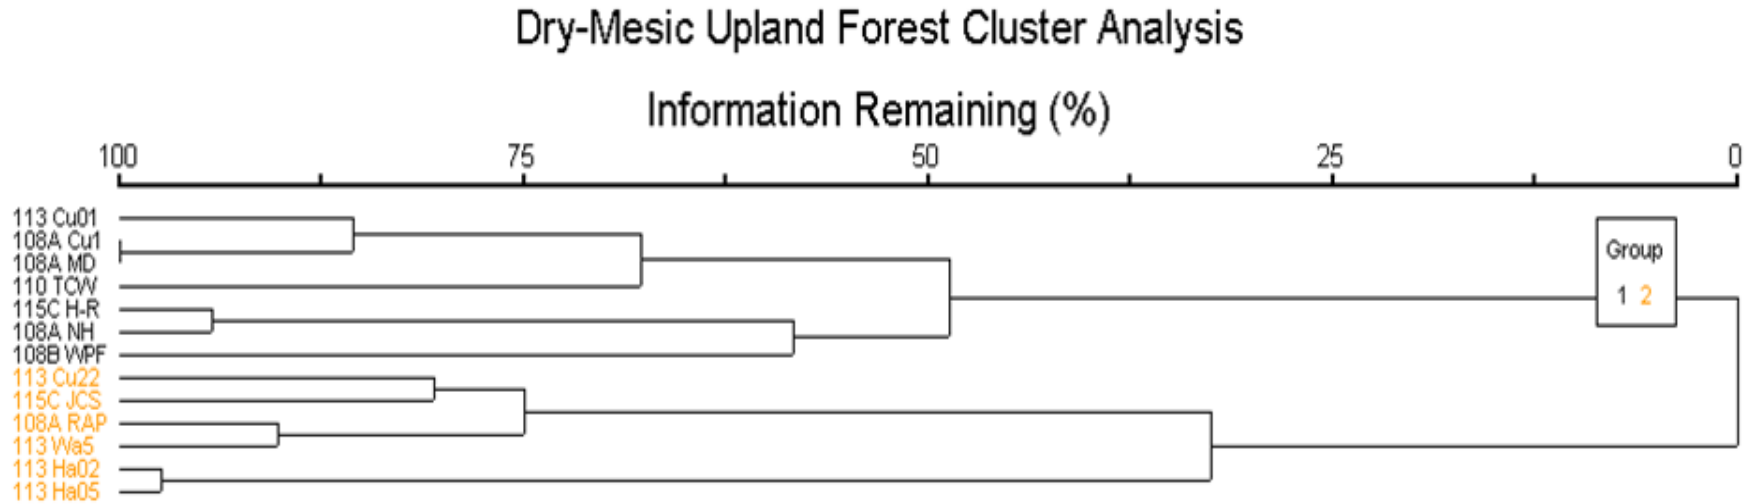 Dry-Mesic Upland Forest Cluster Analysis
Information Remaining (%)
100 75 50 25 0
113 Cu01
108A Cu1
108A MD
110 TCW
115C H-R
108A NH
108B WPF
113 Cu22
115C JCS
108A RAP
113 Wa5
113 Ha02
113 Ha05
Group
1 2